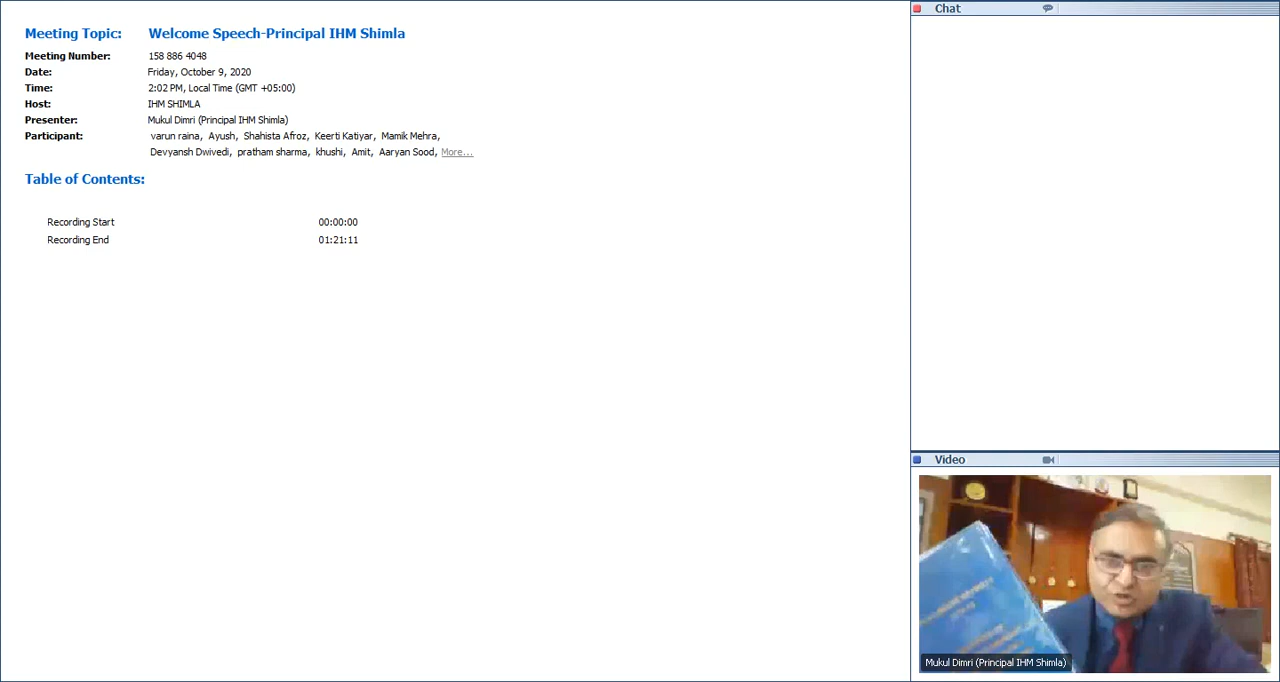 Meeting Topic: Welcome Speech-Principal IHM Shimla
Meeting Number: 158 886 4048
Date: Friday, October 9, 2020
Time: 2:02 PM, Local Time (GMT +05:00)
Host: IHM SHIMLA
Presenter: Mukul Dimri (Principal IHM Shimla)
Participant: varun raina, Ayush, Shahista Afroz, Keerti Katiyar, Mamik Mehra,
Devyansh Dwivedi, pratham sharma, khushi, Amit, Aaryan Sood, More...
Table of Contents:
Recording Start 00:00:00
Recording End 01:21:11
Chat
Video
Mukul Dimri (Principal IHM Shimla)